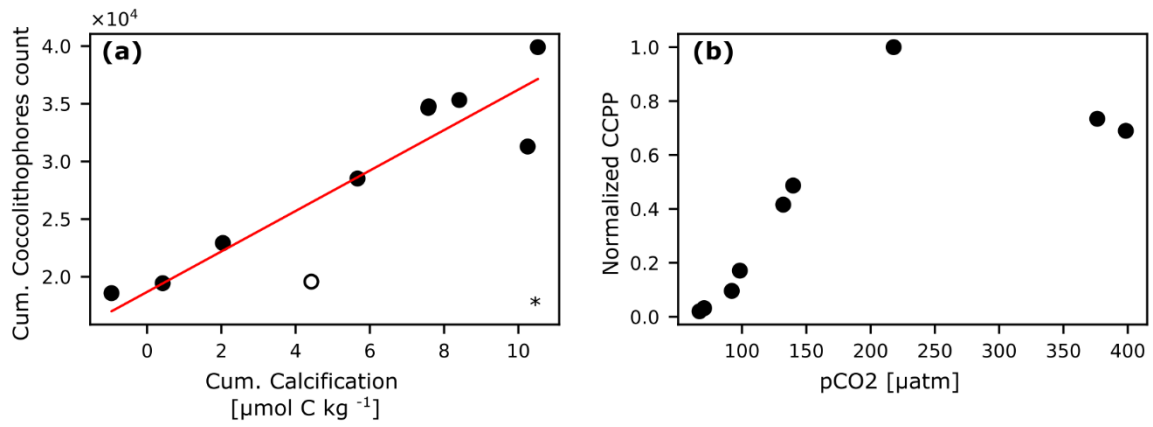 ×10⁴
(a)
Cum. Coccolithophores count
4.0
3.5
3.0
2.0
*
0 2 4 6 8 10
Cum. Calcification
[μmol C kg ⁻¹]
(b)
Normalized CCPP
1.0
0.8
0.6
0.4
0.2
0.0
100 150 200 250 300 350 400
pCO2 [μatm]